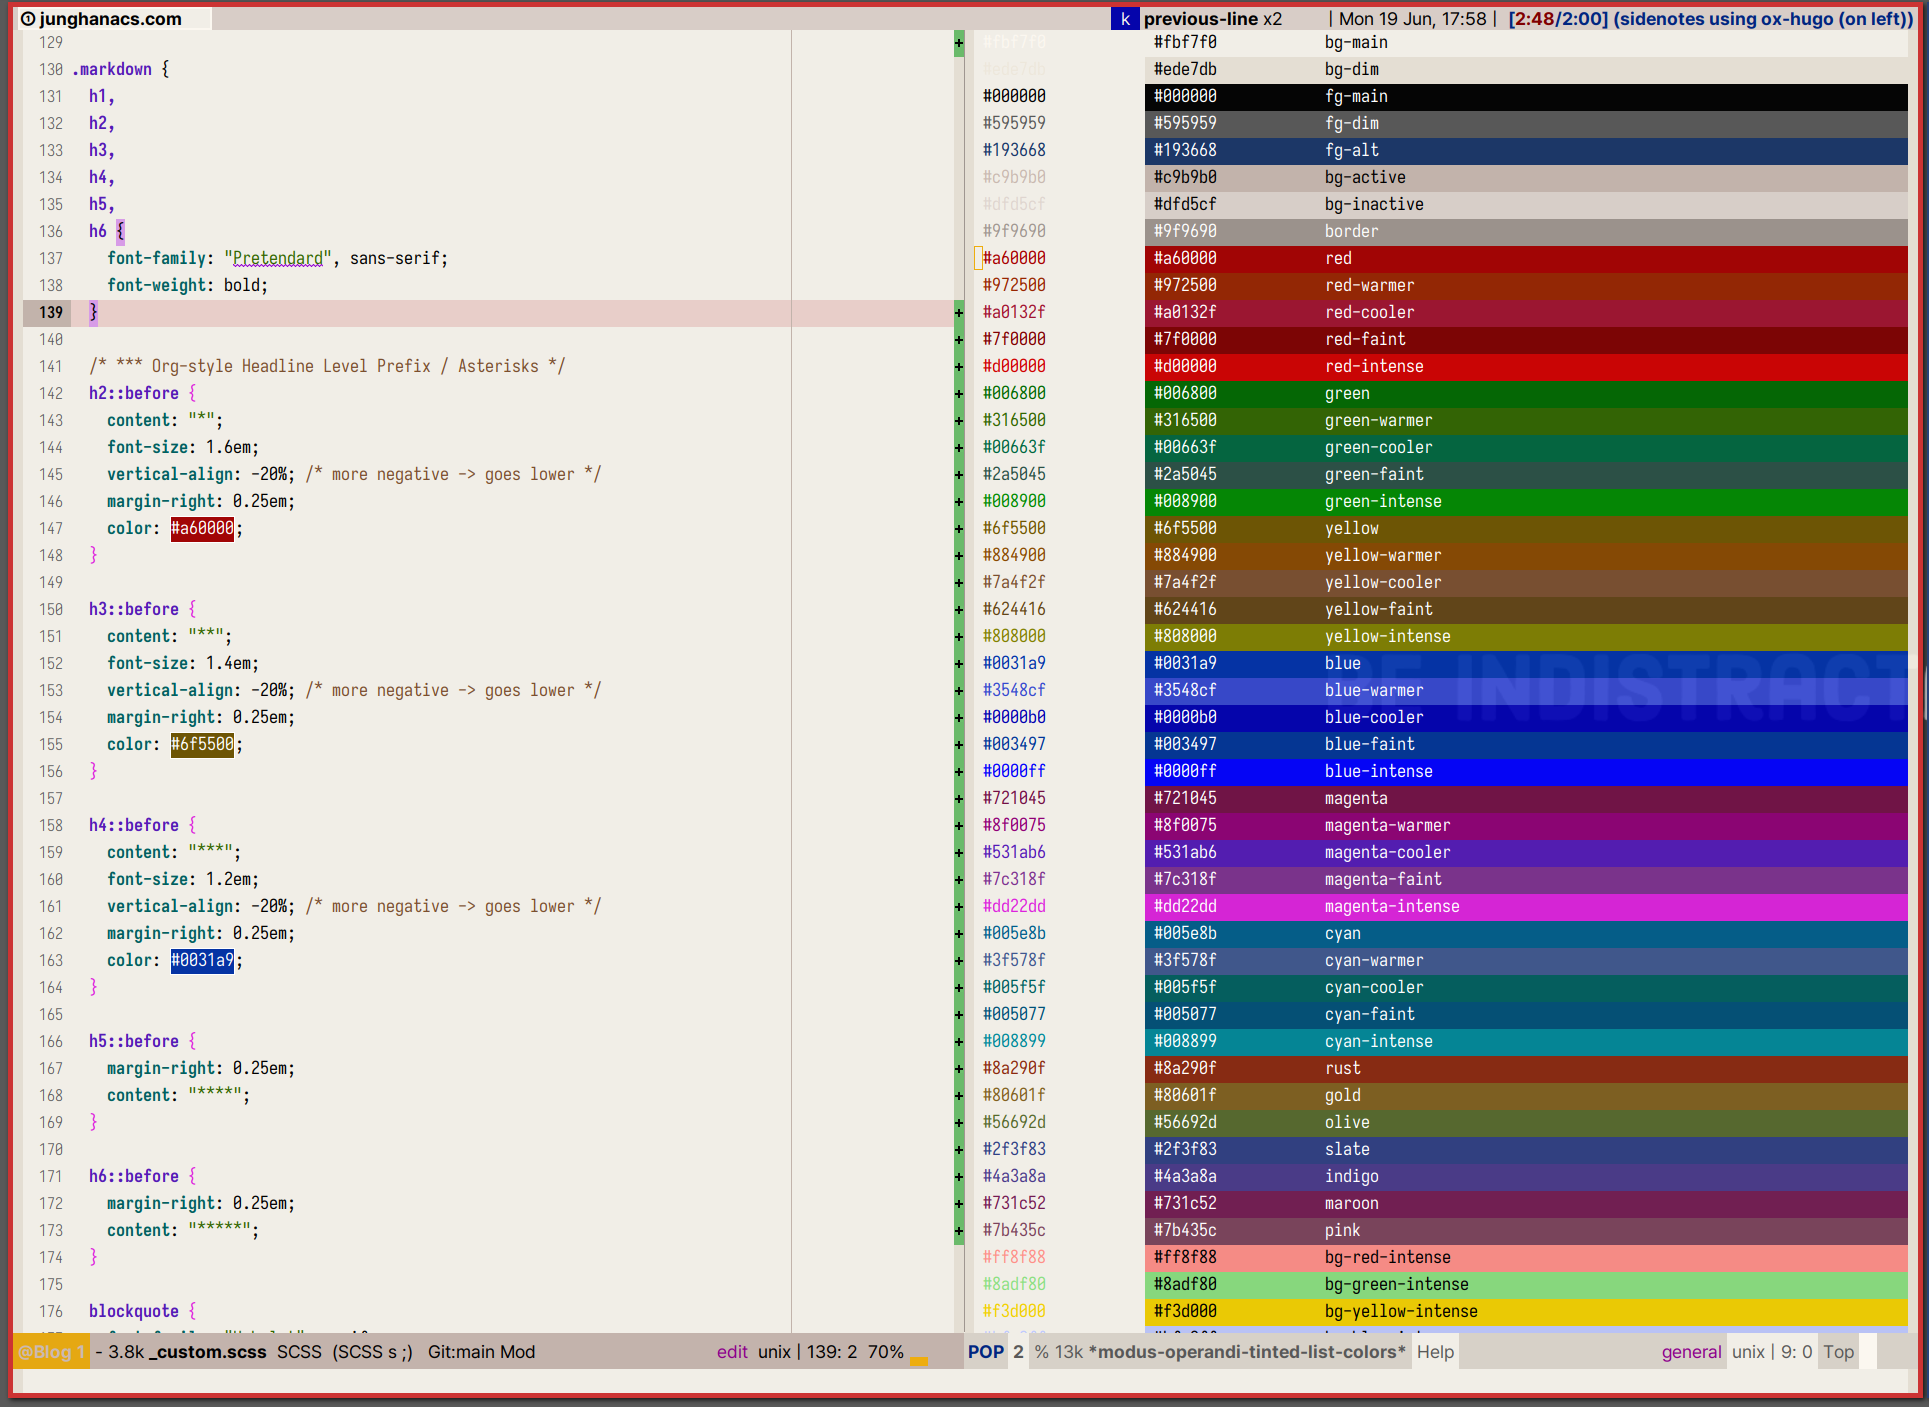 ① junghanacs.com
k previous-line x2 | Mon 19 Jun, 17:58 | [2:48/2:00] (sidenotes using ox-hugo (on left))
129
130 .markdown {
131 h1,
132 h2,
133 h3,
134 h4,
135 h5,
136 h6 {
137 font-family: "Pretendard", sans-serif;
138 font-weight: bold;
139 }
140
141 /* *** Org-style Headline Level Prefix / Asterisks */
142 h2::before {
143 content: "*";
144 font-size: 1.6em;
145 vertical-align: -20%; /* more negative -> goes lower */
146 margin-right: 0.25em;
147 color: #a60000;
148 }
149
150 h3::before {
151 content: "**";
152 font-size: 1.4em;
153 vertical-align: -20%; /* more negative -> goes lower */
154 margin-right: 0.25em;
155 color: #6f5500;
156 }
157
158 h4::before {
159 content: "***";
160 font-size: 1.2em;
161 vertical-align: -20%; /* more negative -> goes lower */
162 margin-right: 0.25em;
163 color: #0031a9;
164 }
165
166 h5::before {
167 margin-right: 0.25em;
168 content: "****";
169 }
170
171 h6::before {
172 margin-right: 0.25em;
173 content: "*****";
174 }
175
176 blockquote {
@Blog 1 - 3.8k _custom.scss SCSS (SCSS s ;) Git:main Mod edit unix | 139: 2 70%
#fbf7f0 #fbf7f0 bg-main
#ede7db #ede7db bg-dim
#000000 #000000 fg-main
#595959 #595959 fg-dim
#193668 #193668 fg-alt
#c9b9b0 #c9b9b0 bg-active
#dfd5cf #dfd5cf bg-inactive
#9f9690 #9f9690 border
#a60000 #a60000 red
#972500 #972500 red-warmer
#a0132f #a0132f red-cooler
#7f0000 #7f0000 red-faint
#d00000 #d00000 red-intense
#006800 #006800 green
#316500 #316500 green-warmer
#00663f #00663f green-cooler
#2a5045 #2a5045 green-faint
#008900 #008900 green-intense
#6f5500 #6f5500 yellow
#884900 #884900 yellow-warmer
#7a4f2f #7a4f2f yellow-cooler
#624416 #624416 yellow-faint
#808000 #808000 yellow-intense
#0031a9 #0031a9 blue
#3548cf #3548cf blue-warmer
BE INDISTRACT
#0000b0 #0000b0 blue-cooler
#003497 #003497 blue-faint
#0000ff #0000ff blue-intense
#721045 #721045 magenta
#8f0075 #8f0075 magenta-warmer
#531ab6 #531ab6 magenta-cooler
#7c318f #7c318f magenta-faint
#dd22dd #dd22dd magenta-intense
#005e8b #005e8b cyan
#3f578f #3f578f cyan-warmer
#005f5f #005f5f cyan-cooler
#005077 #005077 cyan-faint
#008899 #008899 cyan-intense
#8a290f #8a290f rust
#80601f #80601f gold
#56692d #56692d olive
#2f3f83 #2f3f83 slate
#4a3a8a #4a3a8a indigo
#731c52 #731c52 maroon
#7b435c #7b435c pink
#ff8f88 #ff8f88 bg-red-intense
#8adf80 #8adf80 bg-green-intense
#f3d000 #f3d000 bg-yellow-intense
POP 2 % 13k *modus-operandi-tinted-list-colors* Help general unix | 9: 0 Top